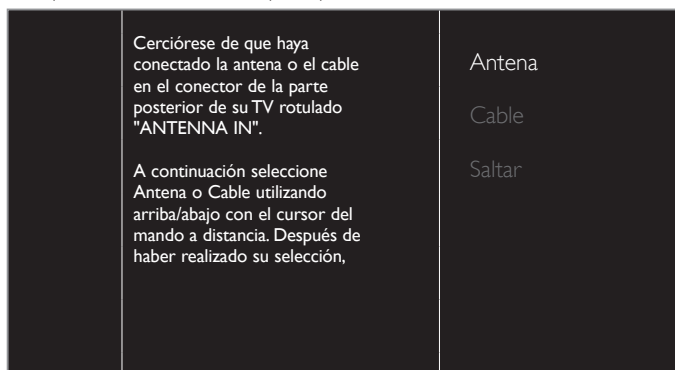 Cerciórese de que haya
conectado la antena o el cable
en el conector de la parte
posterior de su TV rotulado
"ANTENNA IN".
A continuación seleccione
Antena o Cable utilizando
arriba/abajo con el cursor del
mando a distancia. Después de
haber realizado su selección,
Antena
Cable
Saltar